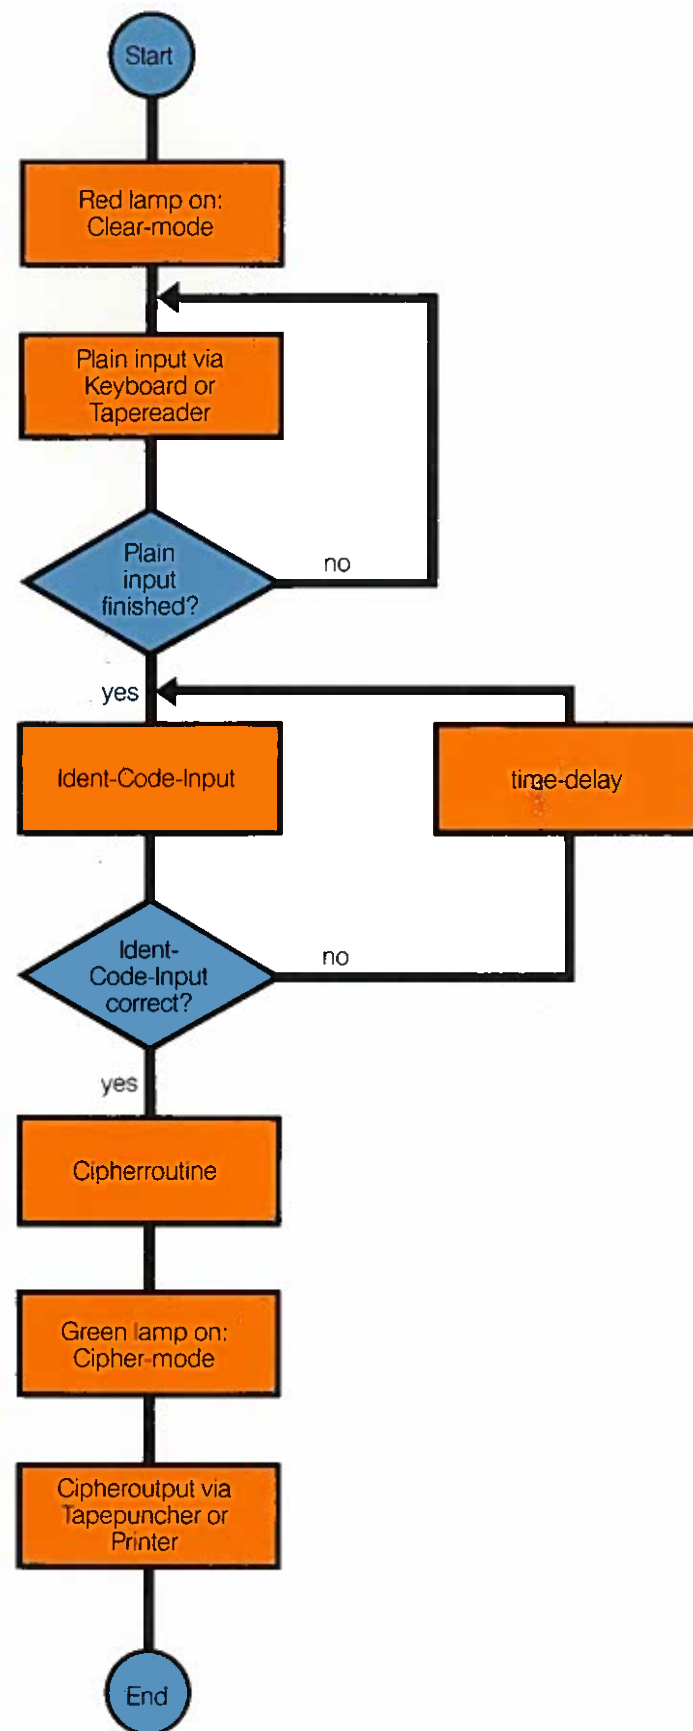 Start
Red lamp on:
Clear-mode
Plain input via
Keyboard or
Tapereader
Plain
input
finished?
no
yes
Ident-Code-Input
time-delay
Ident-
Code-Input
correct?
no
yes
Cipherroutine
Green lamp on:
Cipher-mode
Cipheroutput via
Tapepuncher or
Printer
End